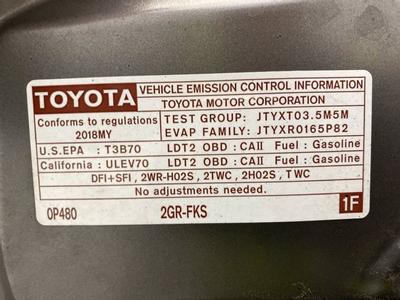 TOYOTA VEHICLE EMISSION CONTROL INFORMATION
TOYOTA MOTOR CORPORATION
Conforms to regulations
2018MY
TEST GROUP: JTYXT03.5M5M
EVAP FAMILY: JTYXR0165P82
U.S.EPA : T3B70 LDT2 OBD : CAII Fuel : Gasoline
California : ULEV70 LDT2 OBD : CAII Fuel : Gasoline
DFI+SFI , 2WR-HO2S , 2TWC , 2HO2S , TWC
No adjustments needed.
0P480 2GR-FKS 1F